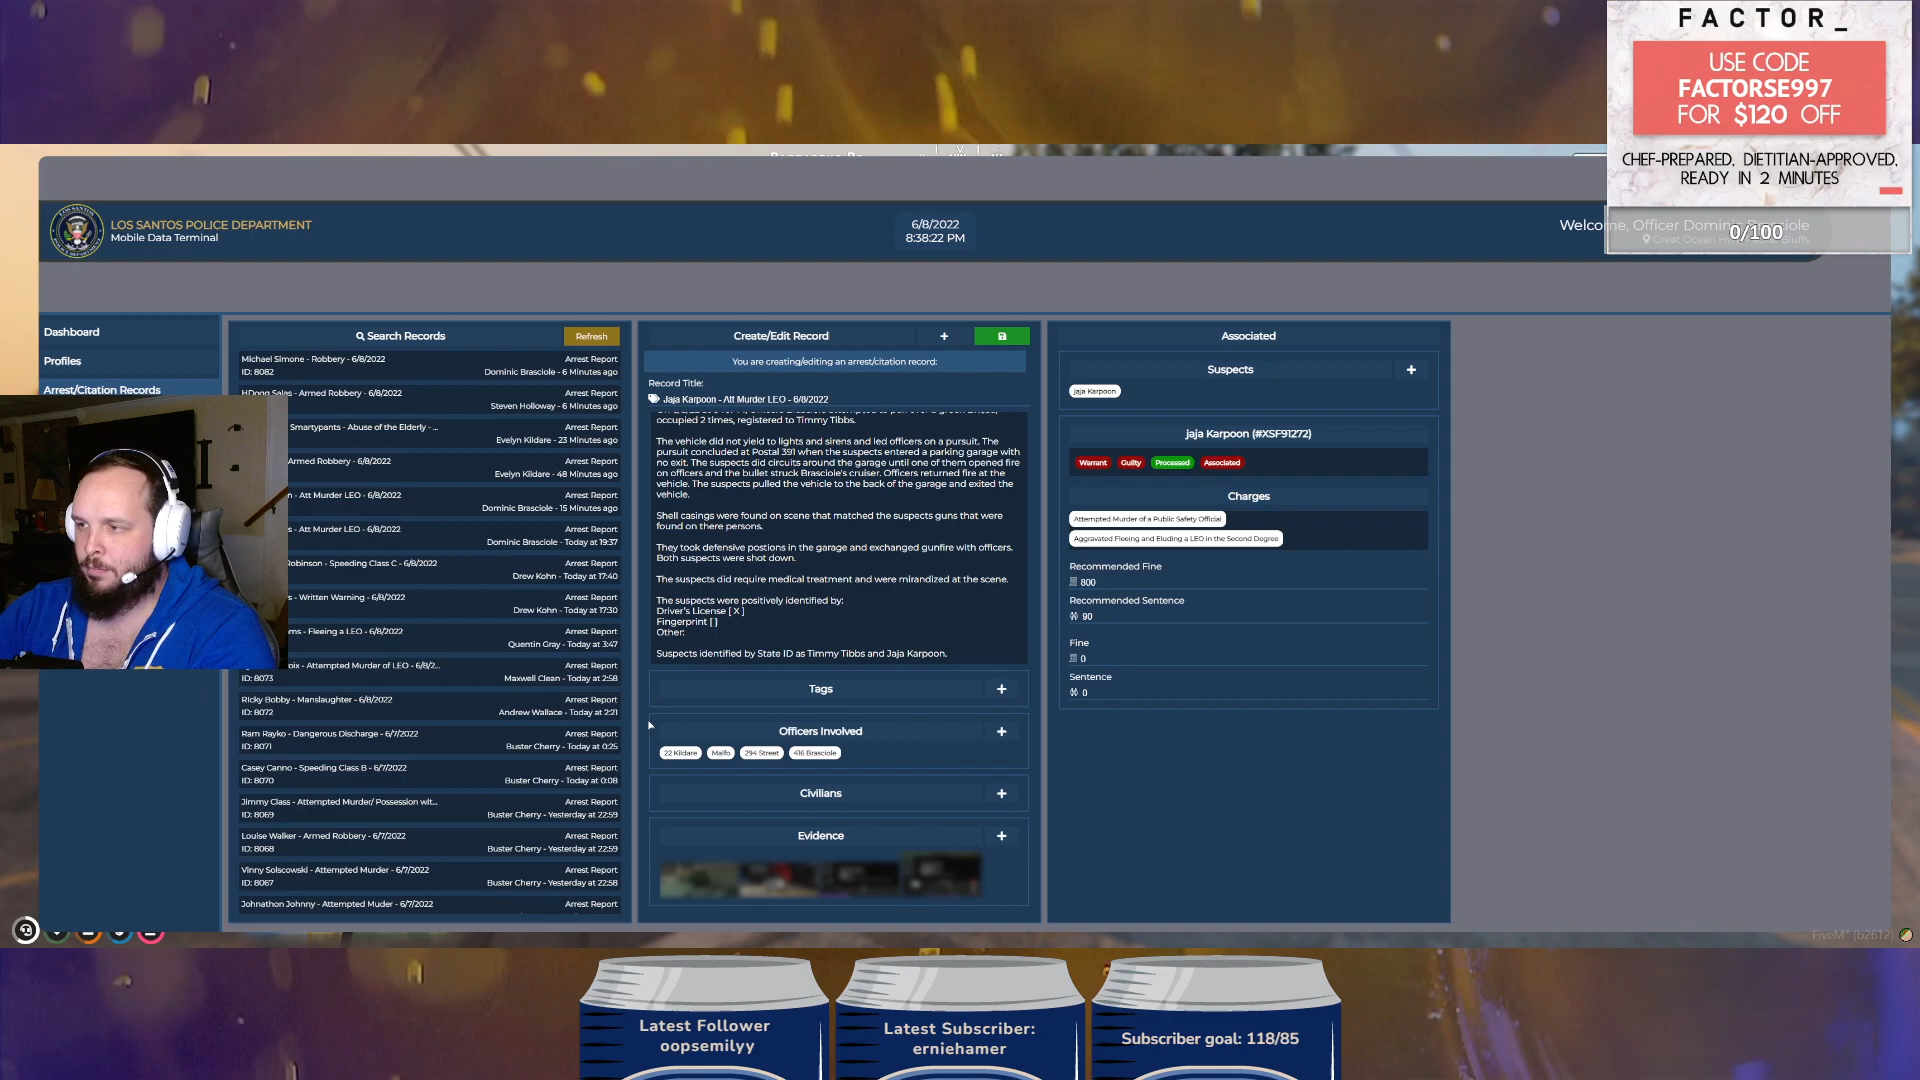 FACTOR_
USE CODE
FACTORSE997
FOR $120 OFF
CHEF-PREPARED, DIETITIAN-APPROVED,
READY IN 2 MINUTES
0/100
LOS SANTOS POLICE DEPARTMENT
Mobile Data Terminal
6/8/2022
8:38:22 PM
Welcome, Officer
Dashboard
Profiles
Arrest/Citation Records
Search Records
Refresh
Michael Simone - Robbery - 6/8/2022
Arrest Report
ID: 8082
Dominic Brasciole - 6 Minutes ago
HDogg Salas - Armed Robbery - 6/8/2022
Arrest Report
Steven Holloway - 6 Minutes ago
Smartypants - Abuse of the Elderly - ...
Arrest Report
Evelyn Kildare - 23 Minutes ago
Armed Robbery - 6/8/2022
Arrest Report
Evelyn Kildare - 48 Minutes ago
- Att Murder LEO - 6/8/2022
Arrest Report
Dominic Brasciole - 15 Minutes ago
- Att Murder LEO - 6/8/2022
Arrest Report
Dominic Brasciole - Today at 19:37
Robinson - Speeding Class C - 6/8/2022
Arrest Report
Drew Kohn - Today at 17:40
- Written Warning - 6/8/2022
Arrest Report
Drew Kohn - Today at 17:30
- Fleeing a LEO - 6/8/2022
Arrest Report
Quentin Gray - Today at 3:47
- Attempted Murder of LEO - 6/8/2...
Arrest Report
ID: 8073
Maxwell Clean - Today at 2:58
Ricky Bobby - Manslaughter - 6/8/2022
Arrest Report
ID: 8072
Andrew Wallace - Today at 2:21
Ram Rayko - Dangerous Discharge - 6/7/2022
Arrest Report
ID: 8071
Buster Cherry - Today at 0:25
Casey Canno - Speeding Class B - 6/7/2022
Arrest Report
ID: 8070
Buster Cherry - Today at 0:08
Jimmy Class - Attempted Murder/ Possession wit...
Arrest Report
ID: 8069
Buster Cherry - Yesterday at 22:59
Louise Walker - Armed Robbery - 6/7/2022
Arrest Report
ID: 8068
Buster Cherry - Yesterday at 22:59
Vinny Solscowski - Attempted Murder - 6/7/2022
Arrest Report
ID: 8067
Buster Cherry - Yesterday at 22:58
Johnathon Johnny - Attempted Muder - 6/7/2022
Arrest Report
Create/Edit Record
+
You are creating/editing an arrest/citation record:
Record Title:
Jaja Karpoon - Att Murder LEO - 6/8/2022
occupied 2 times, registered to Timmy Tibbs.
The vehicle did not yield to lights and sirens and led officers on a pursuit. The
pursuit concluded at Postal 391 when the suspects entered a parking garage with
no exit. The suspects did circuits around the garage until one of them opened fire
on officers and the bullet struck Brasciole's cruiser. Officers returned fire at the
vehicle. The suspects pulled the vehicle to the back of the garage and exited the
vehicle.
Shell casings were found on scene that matched the suspects guns that were
found on there persons.
They took defensive postions in the garage and exchanged gunfire with officers.
Both suspects were shot down.
The suspects did require medical treatment and were mirandized at the scene.
The suspects were positively identified by:
Driver's License [ X ]
Fingerprint [ ]
Other:
Suspects identified by State ID as Timmy Tibbs and Jaja Karpoon.
Tags
+
Officers Involved
+
22 Kildare
Malfo
294 Street
416 Brasciole
Civilians
+
Evidence
+
Associated
Suspects
+
jaja Karpoon
jaja Karpoon (#XSF91272)
Warrant
Guilty
Processed
Associated
Charges
Attempted Murder of a Public Safety Official
Aggravated Fleeing and Eluding a LEO in the Second Degree
Recommended Fine
800
Recommended Sentence
90
Fine
0
Sentence
0
FiveM* (b2612)
Latest Follower
oopsemilyy
Latest Subscriber:
erniehamer
Subscriber goal: 118/85